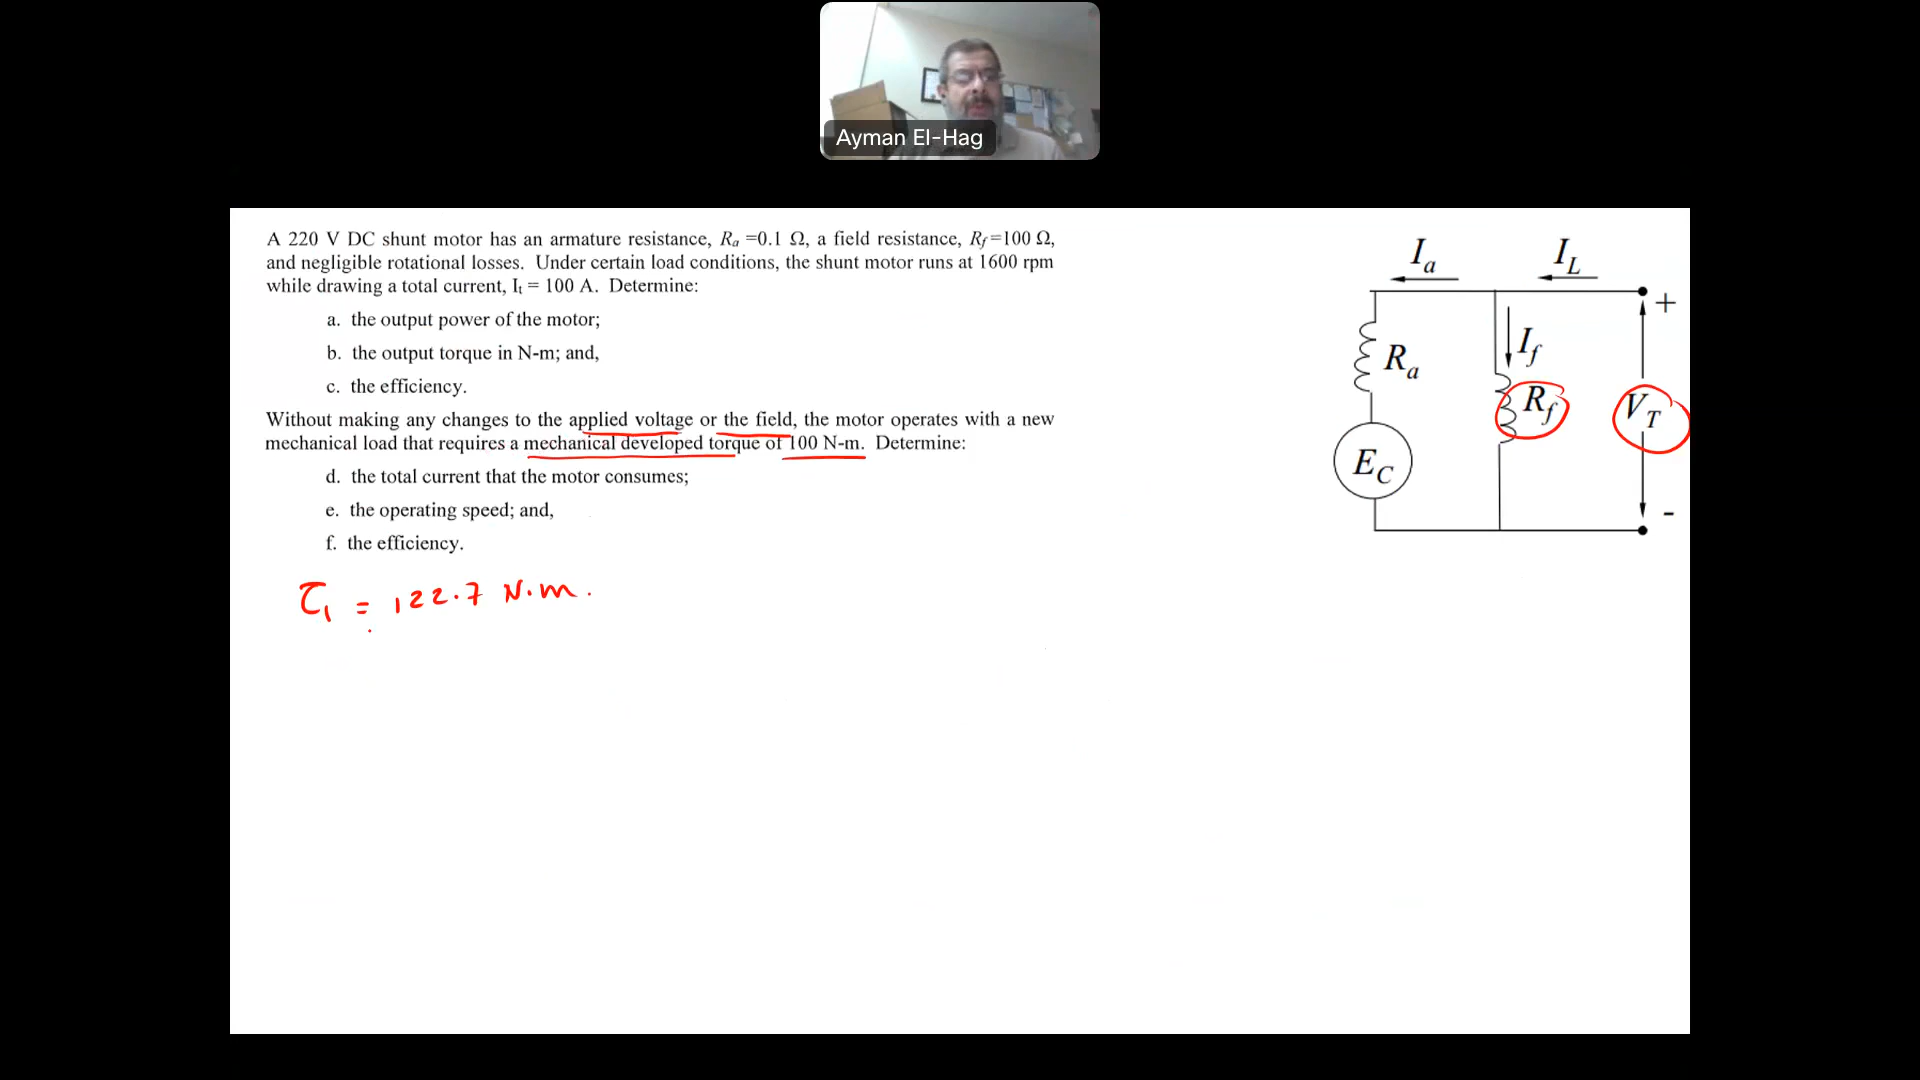 Ayman El-Hag
A 220 V DC shunt motor has an armature resistance, Ra =0.1 Ω, a field resistance, Rf=100 Ω,
and negligible rotational losses. Under certain load conditions, the shunt motor runs at 1600 rpm
while drawing a total current, It = 100 A. Determine:
a. the output power of the motor;
b. the output torque in N-m; and,
c. the efficiency.
Without making any changes to the applied voltage or the field, the motor operates with a new
mechanical load that requires a mechanical developed torque of 100 N-m. Determine:
d. the total current that the motor consumes;
e. the operating speed; and,
f. the efficiency.
τ1 = 122.7 N.m.
Ia
IL
+
If
Ra
Rf
VT
EC
-